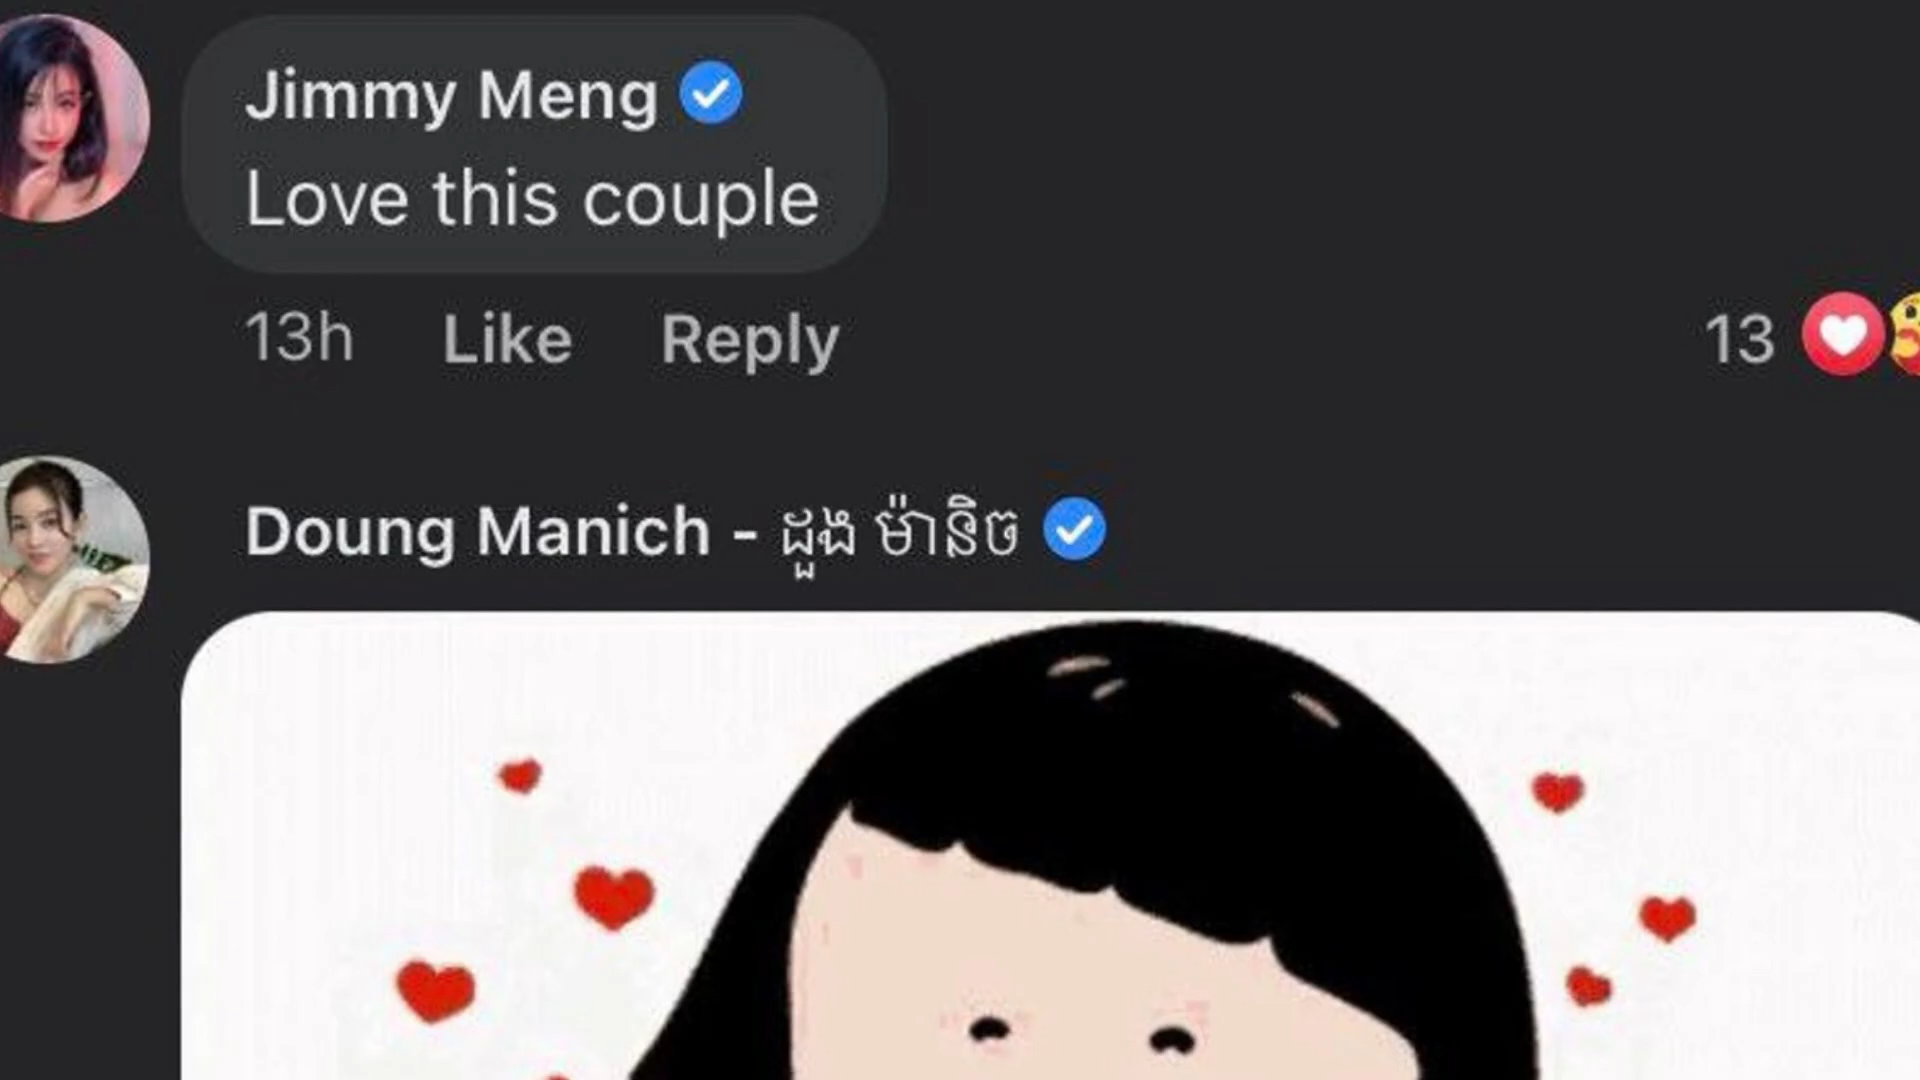 Jimmy Meng
Love this couple
13h Like Reply
13
Doung Manich - ដួង ម៉ានិច